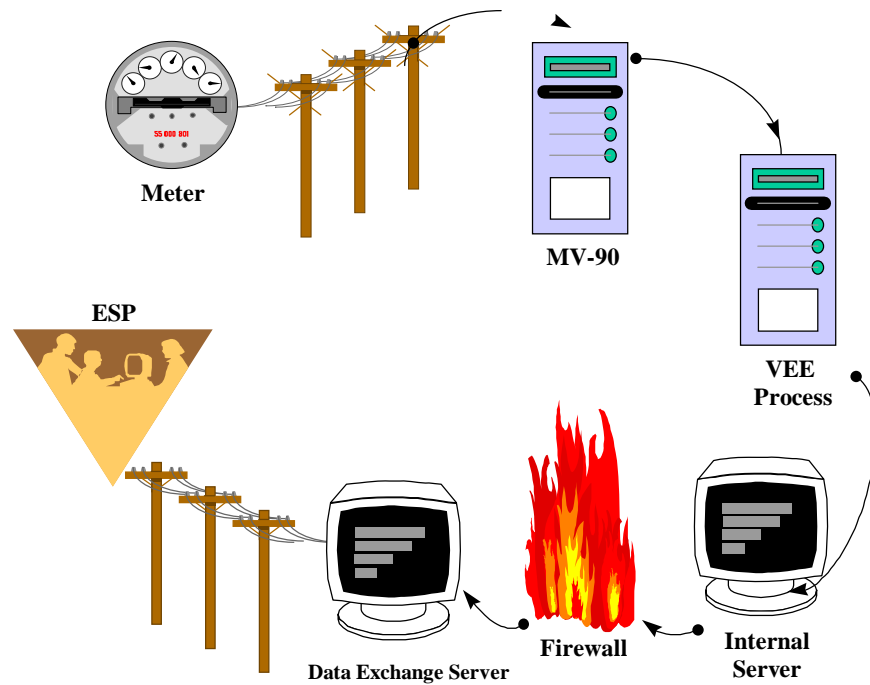 55 000 801
Meter
MV-90
VEE
Process
ESP
Data Exchange Server
Firewall
Internal
Server